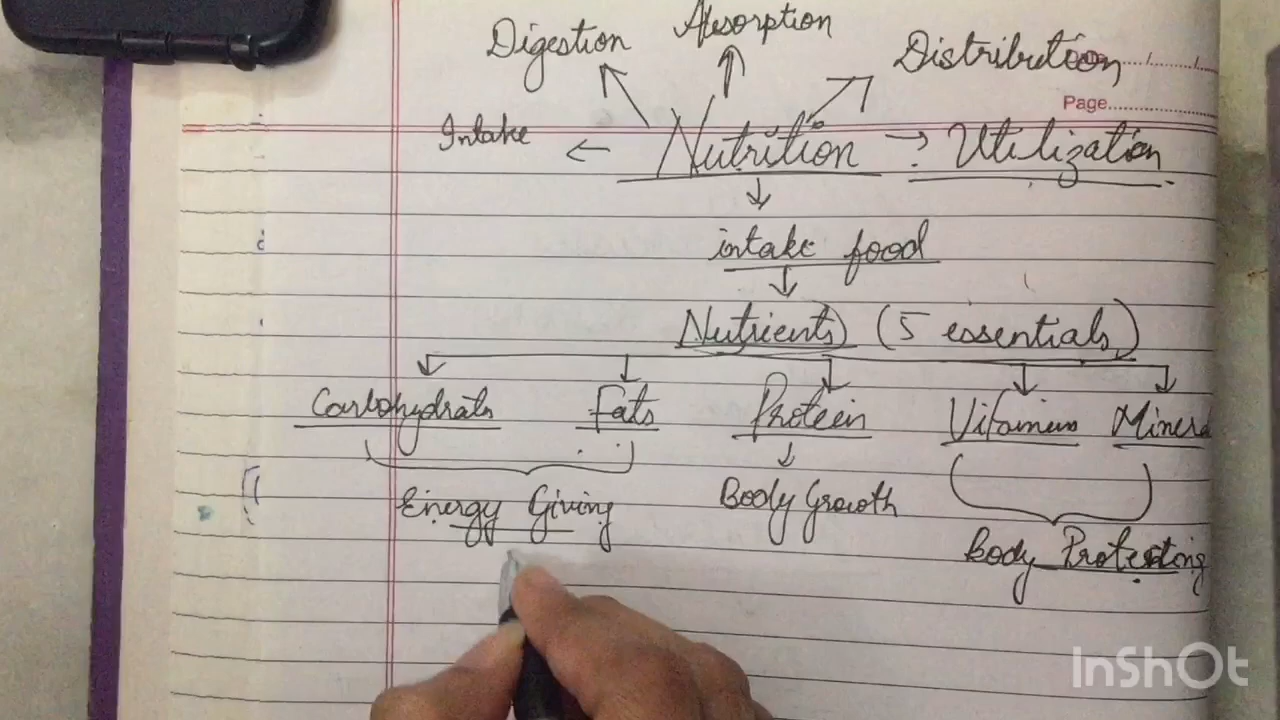 Digestion Absorption Distribution
Page
Intake ← Nutrition → Utilization
intake food
Nutrients (5 essentials)
Carbohydrats Fats Protein Vitamins Minera
Energy Giving Body Growth
Body Protecting
InShOt